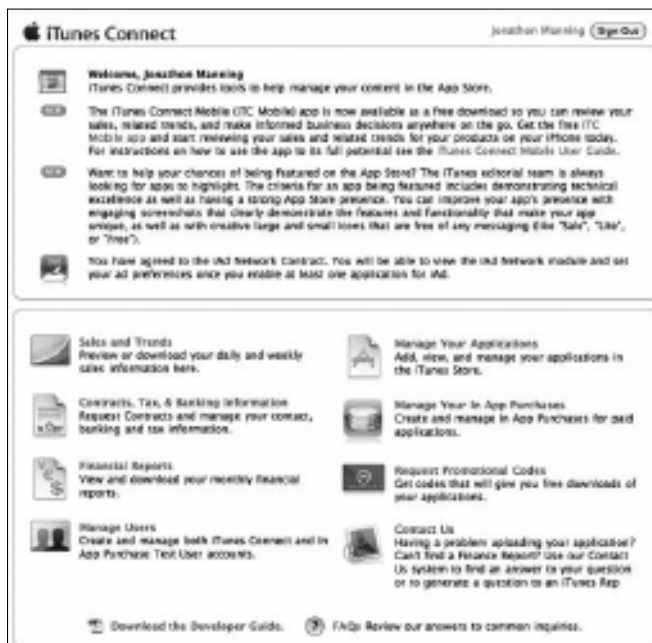 iTunes Connect
Jonathon Manning Sign Out
Welcome, Jonathon Manning
iTunes Connect provides tools to help manage your content in the App Store.
The iTunes Connect Mobile (ITC Mobile) app is now available as a free download so you can review your
sales, related trends, and make informed business decisions anywhere on the go. Get the free ITC
Mobile app and start reviewing your sales and related trends for your products on your iPhone today.
For instructions on how to use the app to its full potential see the iTunes Connect Mobile User Guide.
Want to help your chances of being Featured on the App Store? The iTunes editorial team is always
looking for apps to highlight. The criteria for an app being featured includes demonstrating technical
excellence as well as having a strong App Store presence. You can improve your app's presence with
engaging screenshots that clearly demonstrate the features and functionality that make your app
unique, as well as with creative large and small icons that are free of any messaging (like "Sale", "Lite",
or "Free").
You have agreed to the iAd Network Contract. You will be able to view the iAd Network module and set
your ad preferences once you enable at least one application for iAd.
Sales and Trends
Preview or download your daily and weekly
sales information here.
Contracts, Tax, & Banking Information
Request Contracts and manage your contact,
banking and tax information.
Financial Reports
View and download your monthly financial
reports.
Manage Users
Create and manage both iTunes Connect and In
App Purchase Test User accounts.
Manage Your Applications
Add, view, and manage your applications in
the iTunes Store.
Manage Your In App Purchases
Create and manage In App Purchases for paid
applications.
Request Promotional Codes
Get codes that will give you free downloads of
your applications.
Contact Us
Having a problem uploading your application?
Can't find a Finance Report? Use our Contact
Us system to find an answer to your question
or to generate a question to an iTunes Rep
Download the Developer Guide.
FAQs Review our answers to common inquiries.